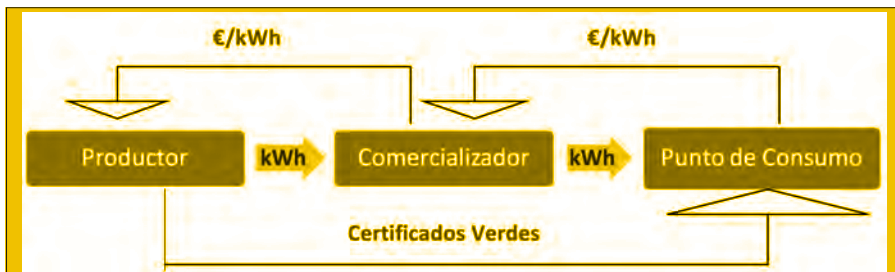 €/kWh €/kWh
Productor kWh Comercializador kWh Punto de Consumo
Certificados Verdes